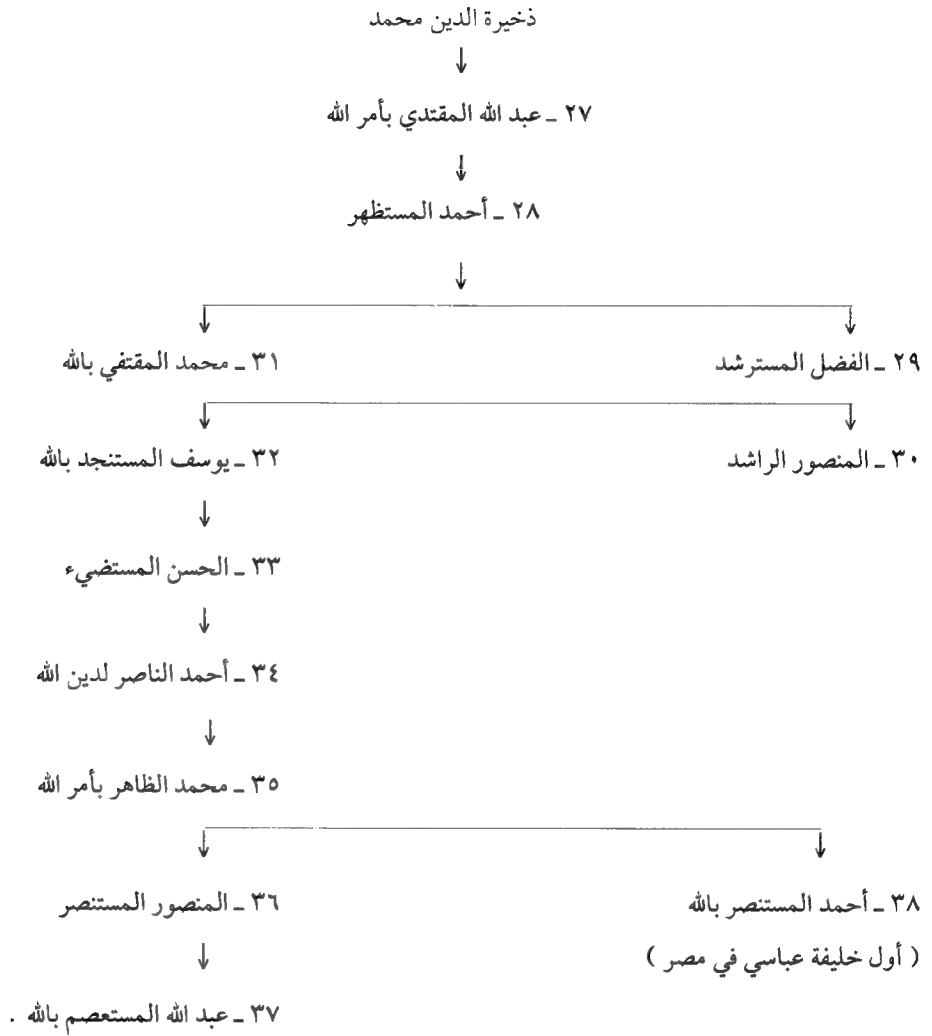 ذخيرة الدين محمد
٢٧ ـ عبد الله المقتدي بأمر الله
٢٨ ـ أحمد المستظهر
٢٩ ـ الفضل المسترشد
٣١ ـ محمد المقتفي بالله
٣٠ ـ المنصور الراشد
٣٢ ـ يوسف المستنجد بالله
٣٣ ـ الحسن المستضيء
٣٤ ـ أحمد الناصر لدين الله
٣٥ ـ محمد الظاهر بأمر الله
٣٨ ـ أحمد المستنصر بالله
٣٦ ـ المنصور المستنصر
( أول خليفة عباسي في مصر )
٣٧ ـ عبد الله المستعصم بالله .